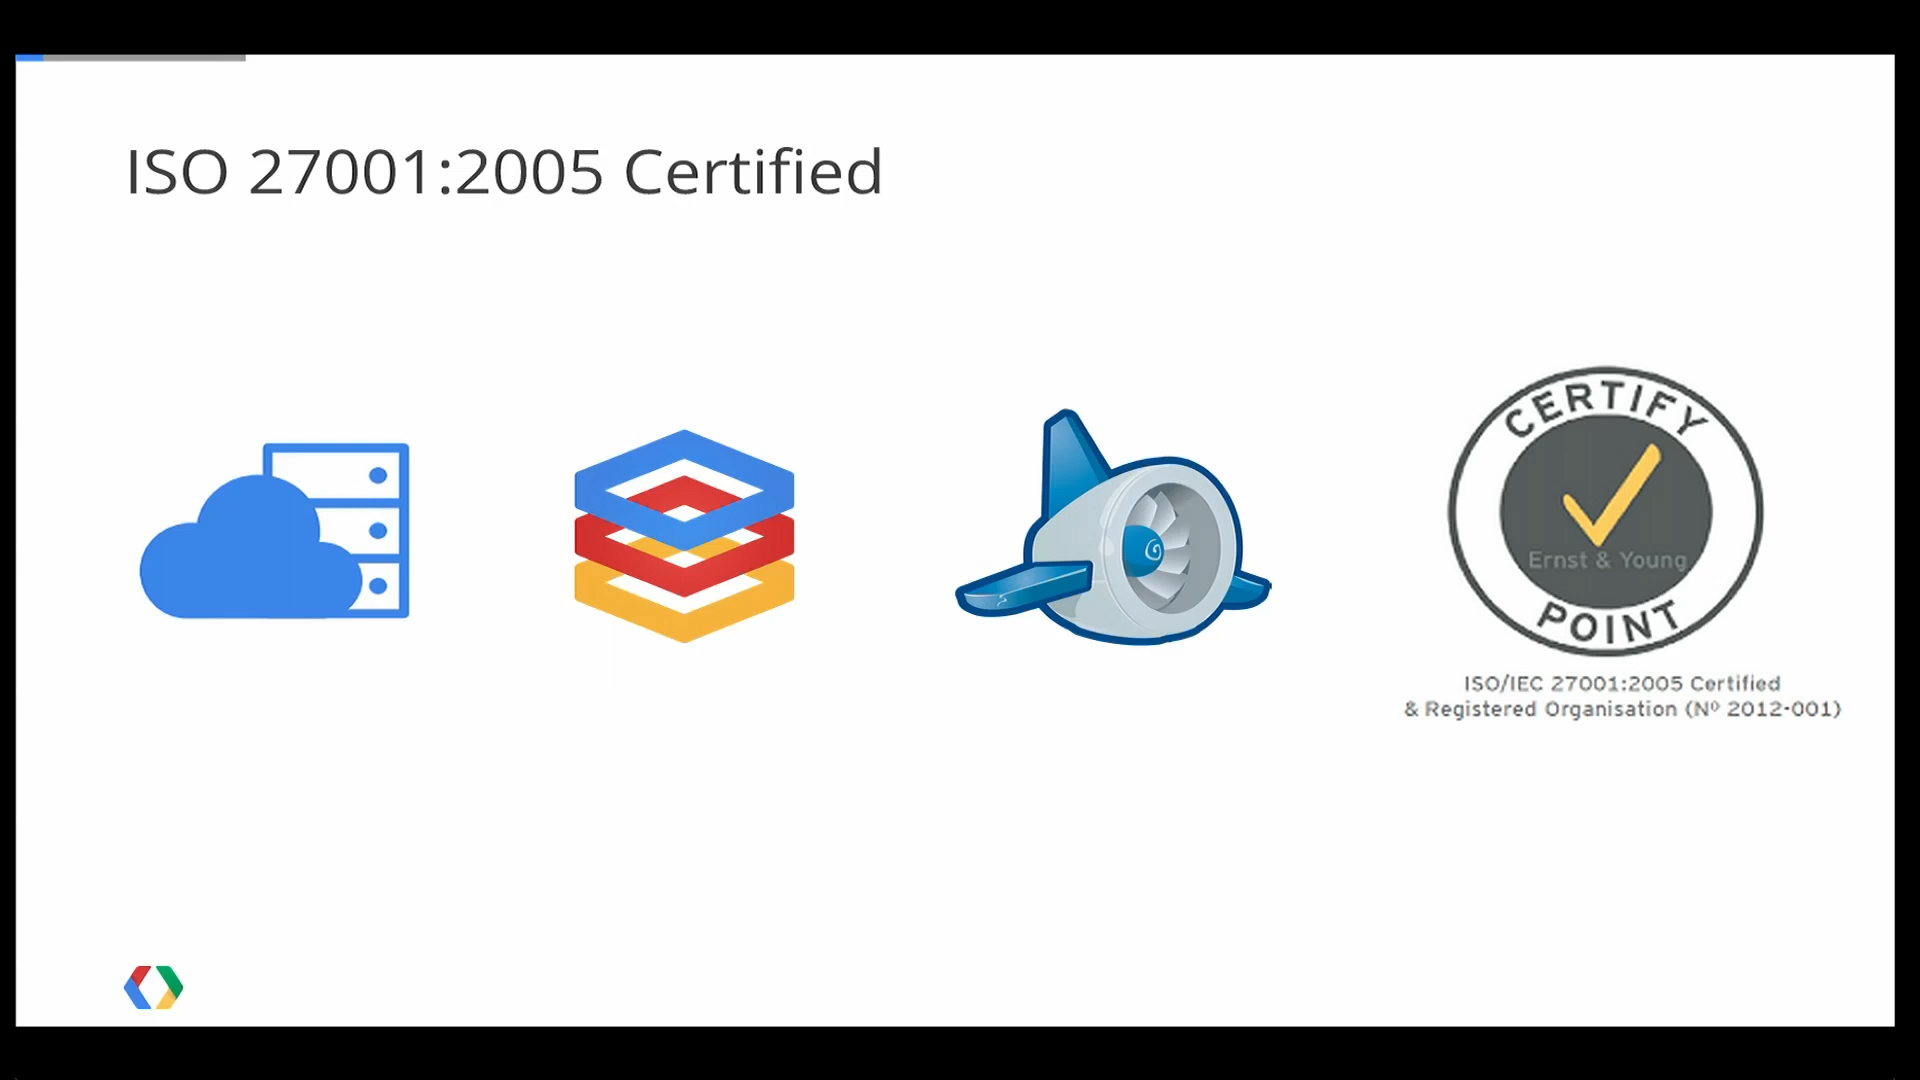 ISO 27001:2005 Certified
CERTIFY
Ernst & Young
POINT
ISO/IEC 27001:2005 Certified
& Registered Organisation (Nº 2012-001)